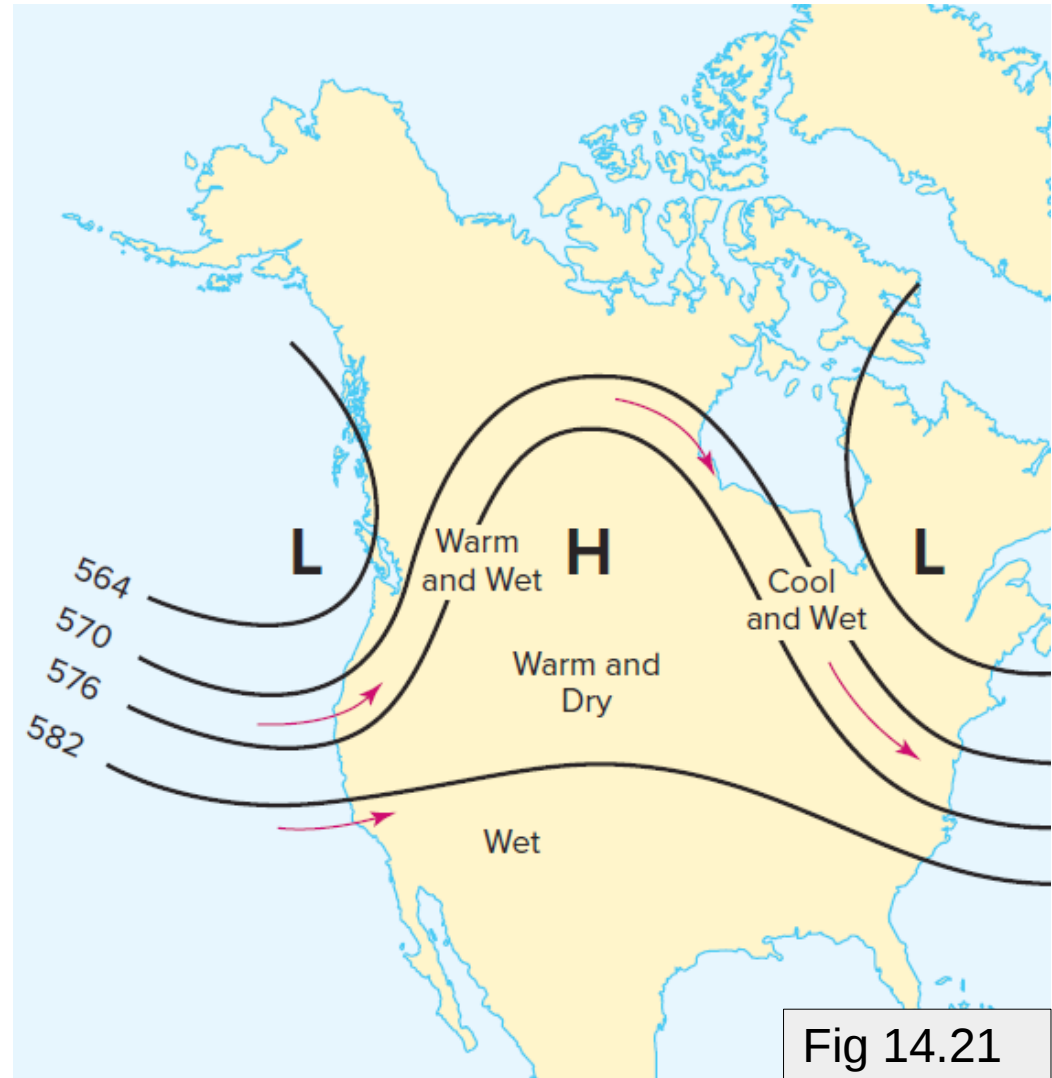 564
570
576
582
L
Warm
and Wet
H
Cool
and Wet
L
Warm and
Dry
Wet
Fig 14.21